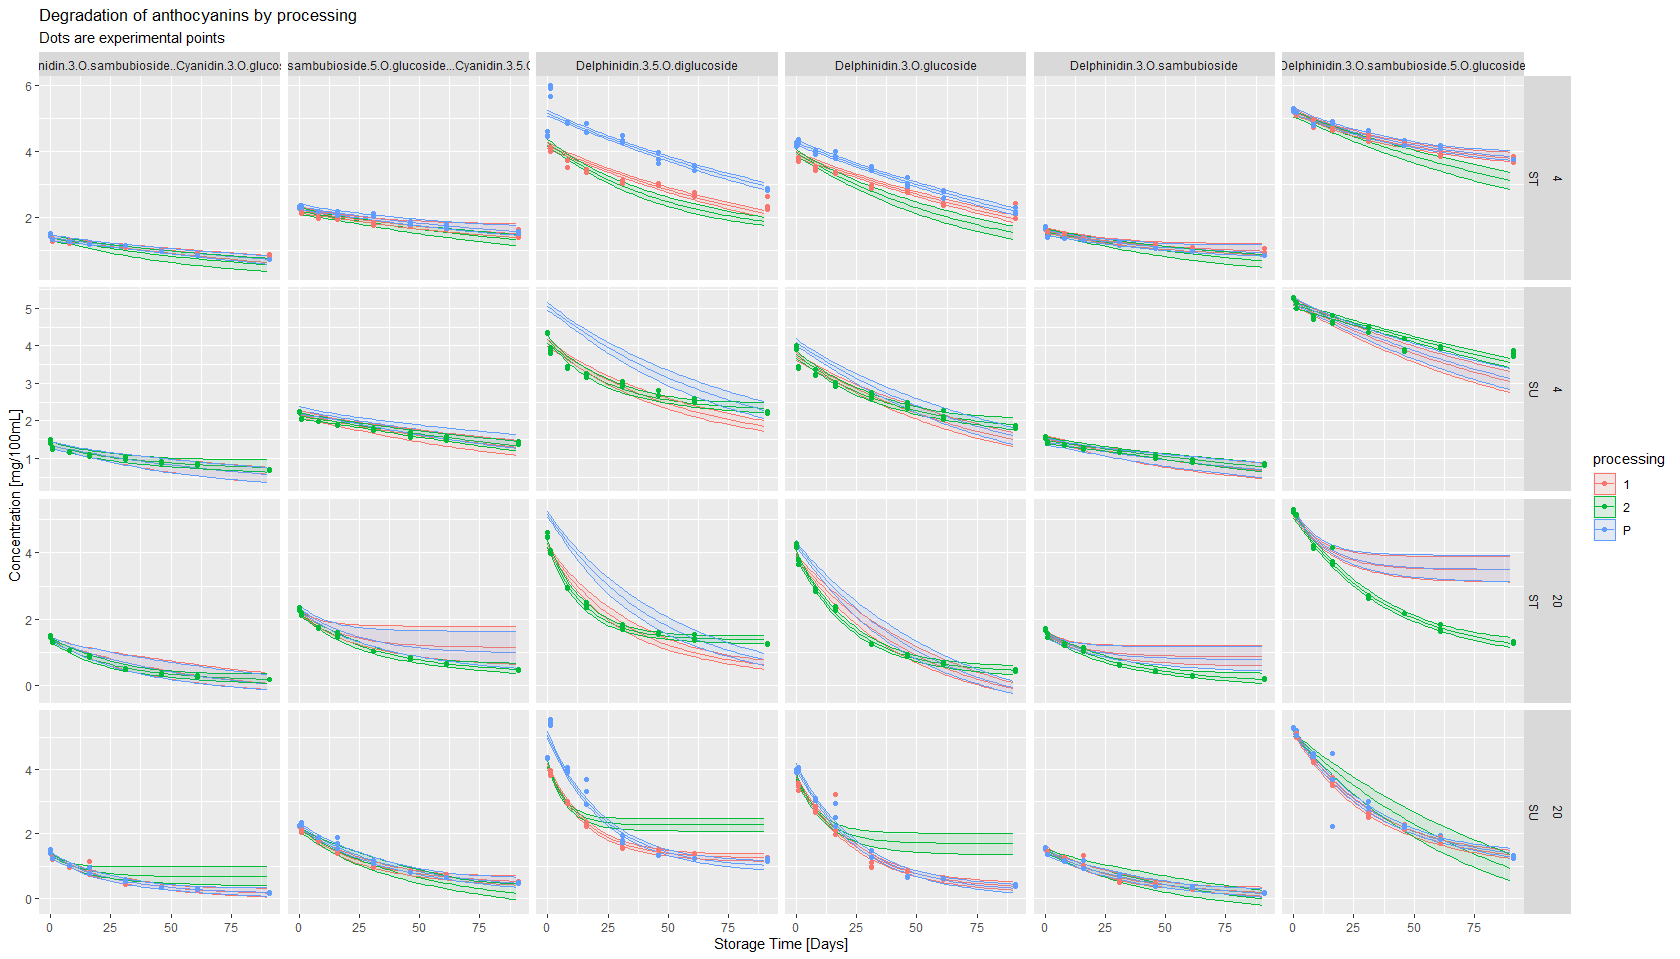 Degradation of anthocyanins by processing
Dots are experimental points
nidin.3.O.sambubioside..Cyanidin.3.O.glucos
sambubioside.5.O.glucoside...Cyanidin.3.5.O
Delphinidin.3.5.O.diglucoside
Delphinidin.3.O.glucoside
Delphinidin.3.O.sambubioside
Delphinidin.3.O.sambubioside.5.O.glucoside
6
4
2
4
ST
5
4
3
2
1
4
SU
4
2
0
20
ST
4
2
0
20
SU
Concentration [mg/100mL]
0 25 50 75 0 25 50 75 0 25 50 75 0 25 50 75 0 25 50 75 0 25 50 75
Storage Time [Days]
processing
1
2
P